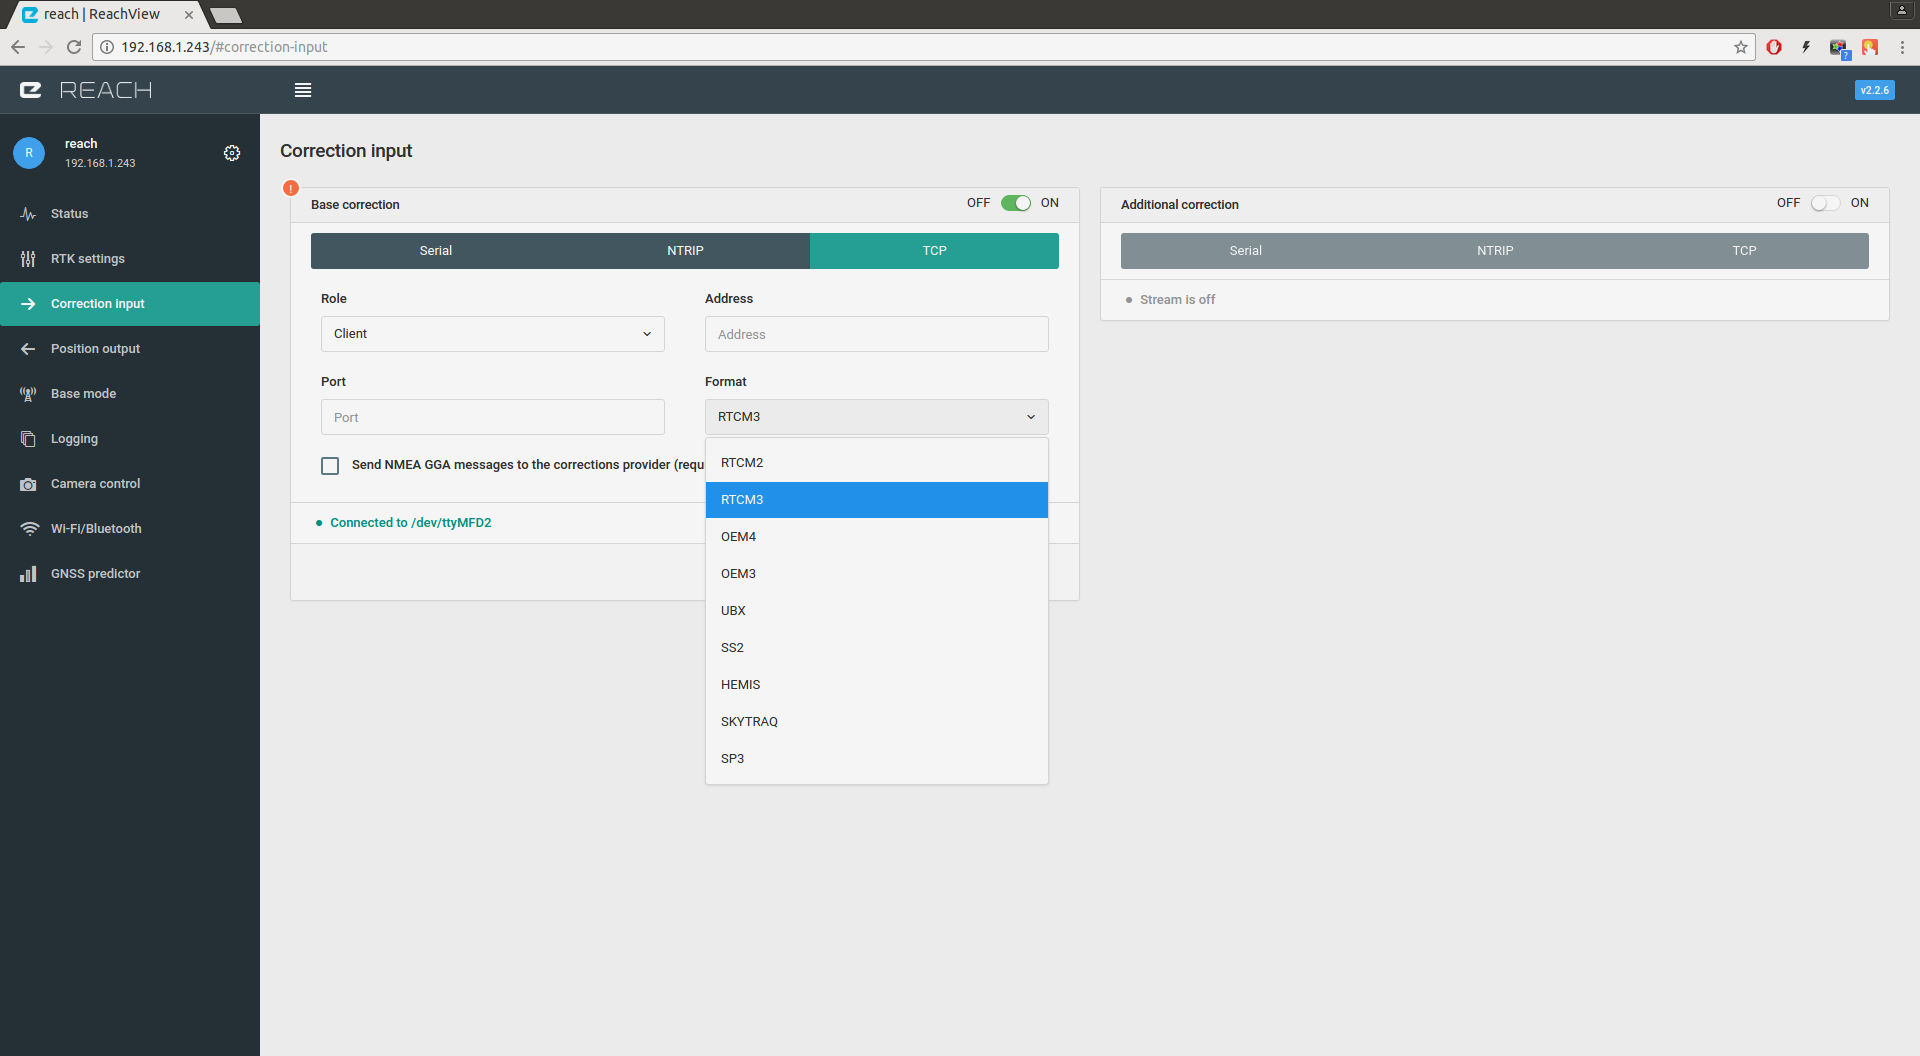 reach | ReachView
192.168.1.243/#correction-input
REACH
v2.2.6
R
reach
192.168.1.243
Status
RTK settings
Correction input
Position output
Base mode
Logging
Camera control
Wi-Fi/Bluetooth
GNSS predictor
Correction input
!
Base correction
OFF
ON
Serial
NTRIP
TCP
Role
Address
Client
Address
Port
Format
Port
RTCM3
Send NMEA GGA messages to the corrections provider (requ
RTCM2
RTCM3
OEM4
OEM3
UBX
SS2
HEMIS
SKYTRAQ
SP3
Connected to /dev/ttyMFD2
Additional correction
OFF
ON
Serial
NTRIP
TCP
Stream is off